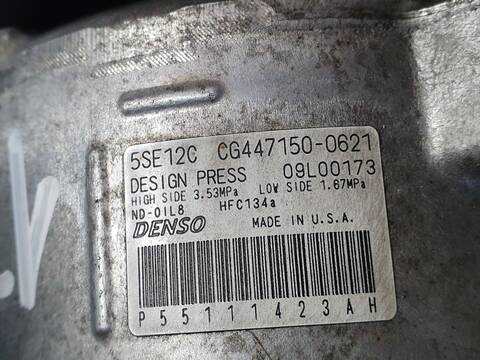 5SE12C CG447150-0621
DESIGN PRESS 09L00173
HIGH SIDE 3.53MPa LOW SIDE 1.67MPa
ND-OIL8 HFC134a
DENSO MADE IN U.S.A.
P55111423AH